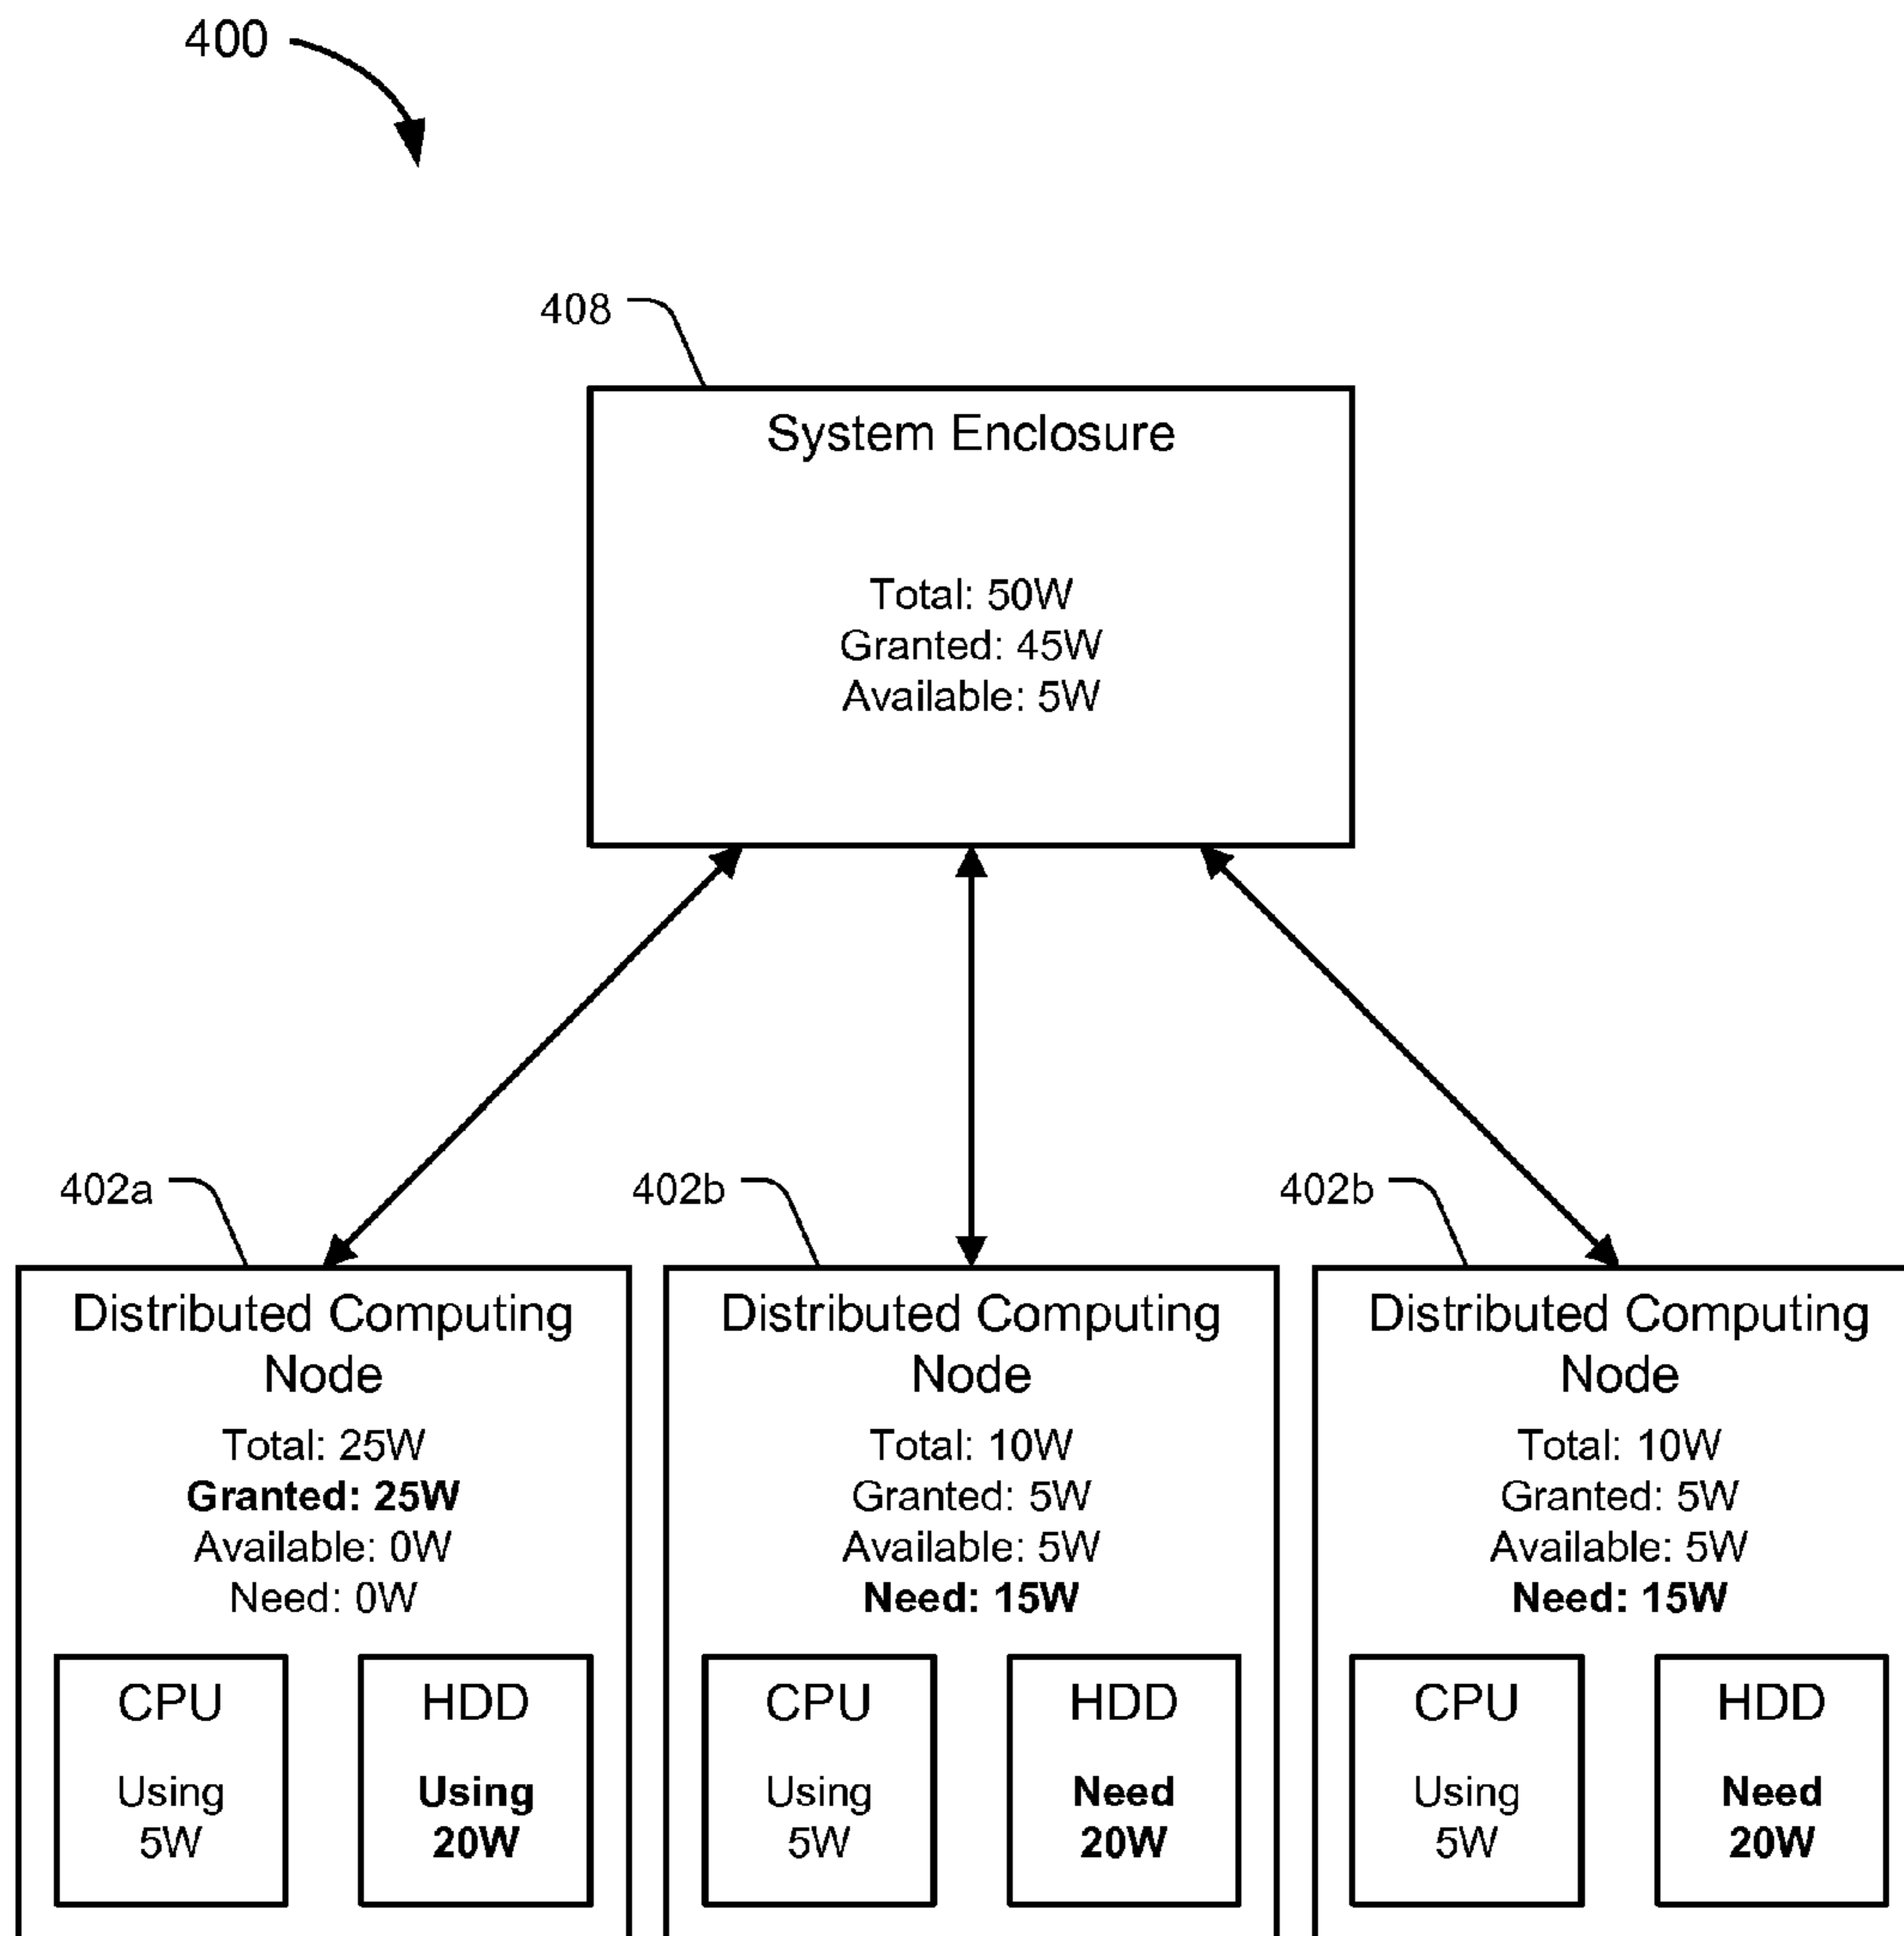 400
408
System Enclosure
Total: 50W
Granted: 45W
Available: 5W
402a
402b
402b
Distributed Computing
Node
Total: 25W
Granted: 25W
Available: 0W
Need: 0W
CPU
Using
5W
HDD
Using
20W
Distributed Computing
Node
Total: 10W
Granted: 5W
Available: 5W
Need: 15W
CPU
Using
5W
HDD
Need
20W
Distributed Computing
Node
Total: 10W
Granted: 5W
Available: 5W
Need: 15W
CPU
Using
5W
HDD
Need
20W